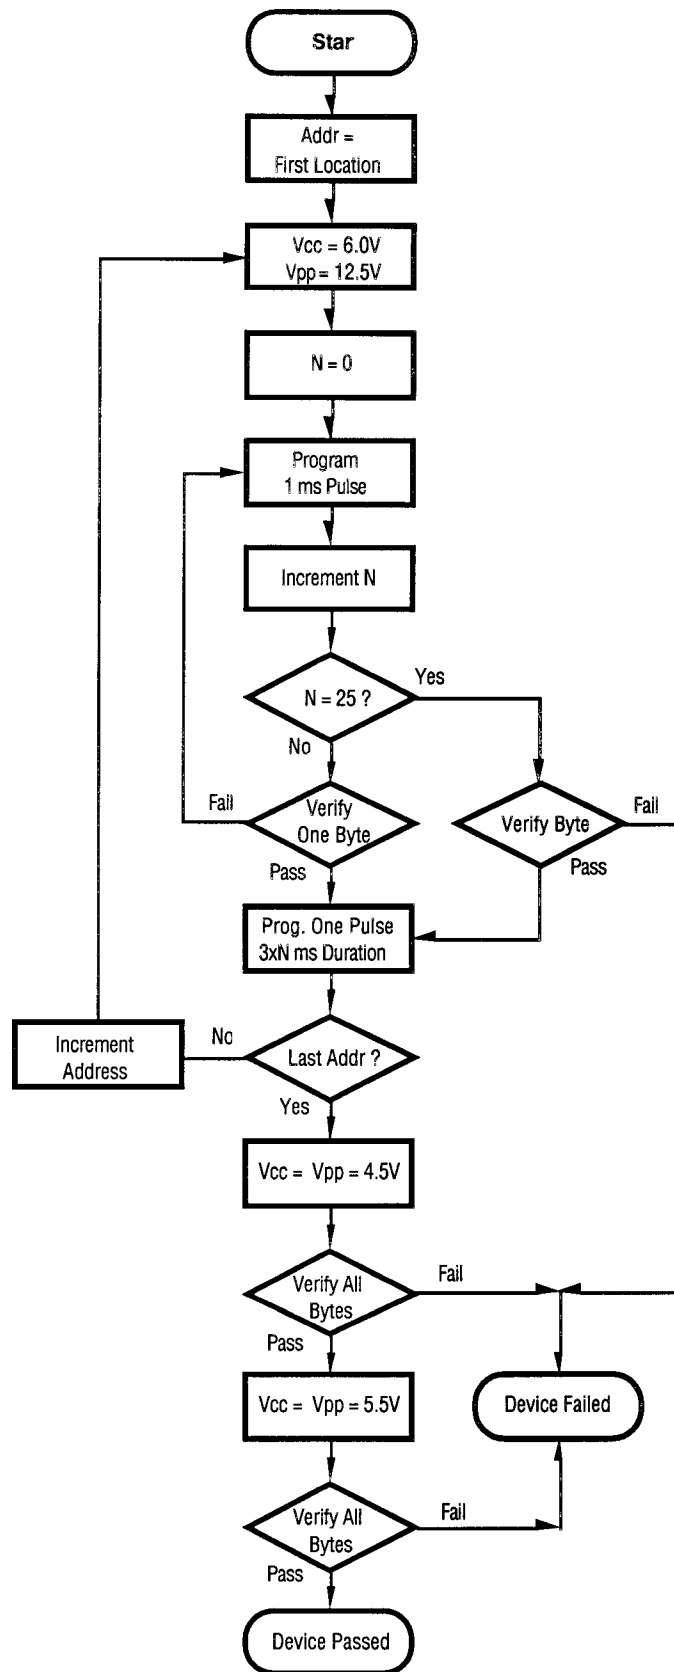 Star
Addr =
First Location
Vcc = 6.0V
Vpp = 12.5V
N = 0
Program
1 ms Pulse
Increment N
N = 25 ?
Yes
No
Fail
Verify
One Byte
Verify Byte
Fail
Pass
Pass
Prog. One Pulse
3xN ms Duration
Increment
Address
No
Last Addr ?
Yes
Vcc = Vpp = 4.5V
Verify All
Bytes
Fail
Pass
Vcc = Vpp = 5.5V
Device Failed
Verify All
Bytes
Fail
Pass
Device Passed